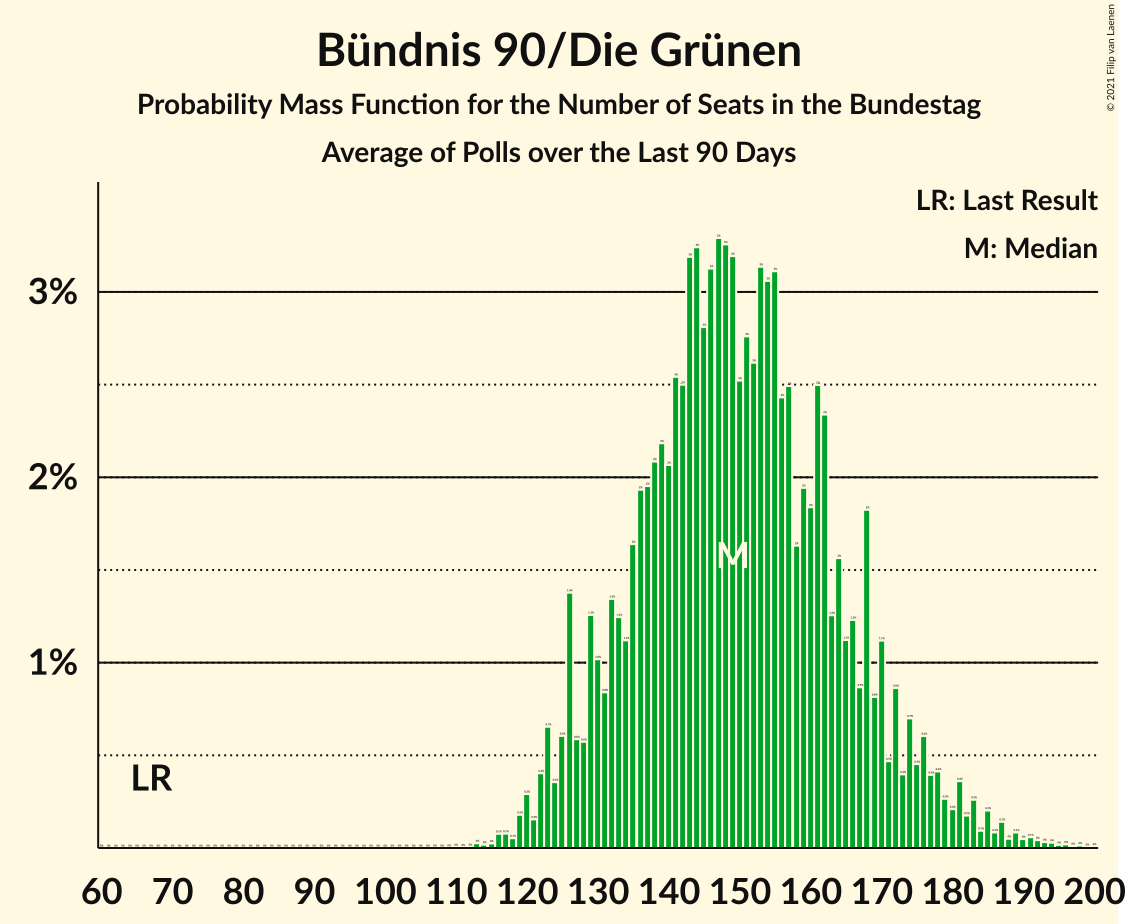 Bündnis 90/Die Grünen
Probability Mass Function for the Number of Seats in the Bundestag
Average of Polls over the Last 90 Days
© 2021 Filip van Laenen
LR: Last Result
M: Median
3%
2%
1%
LR
M
60 70 80 90 100 110 120 130 140 150 160 170 180 190 200